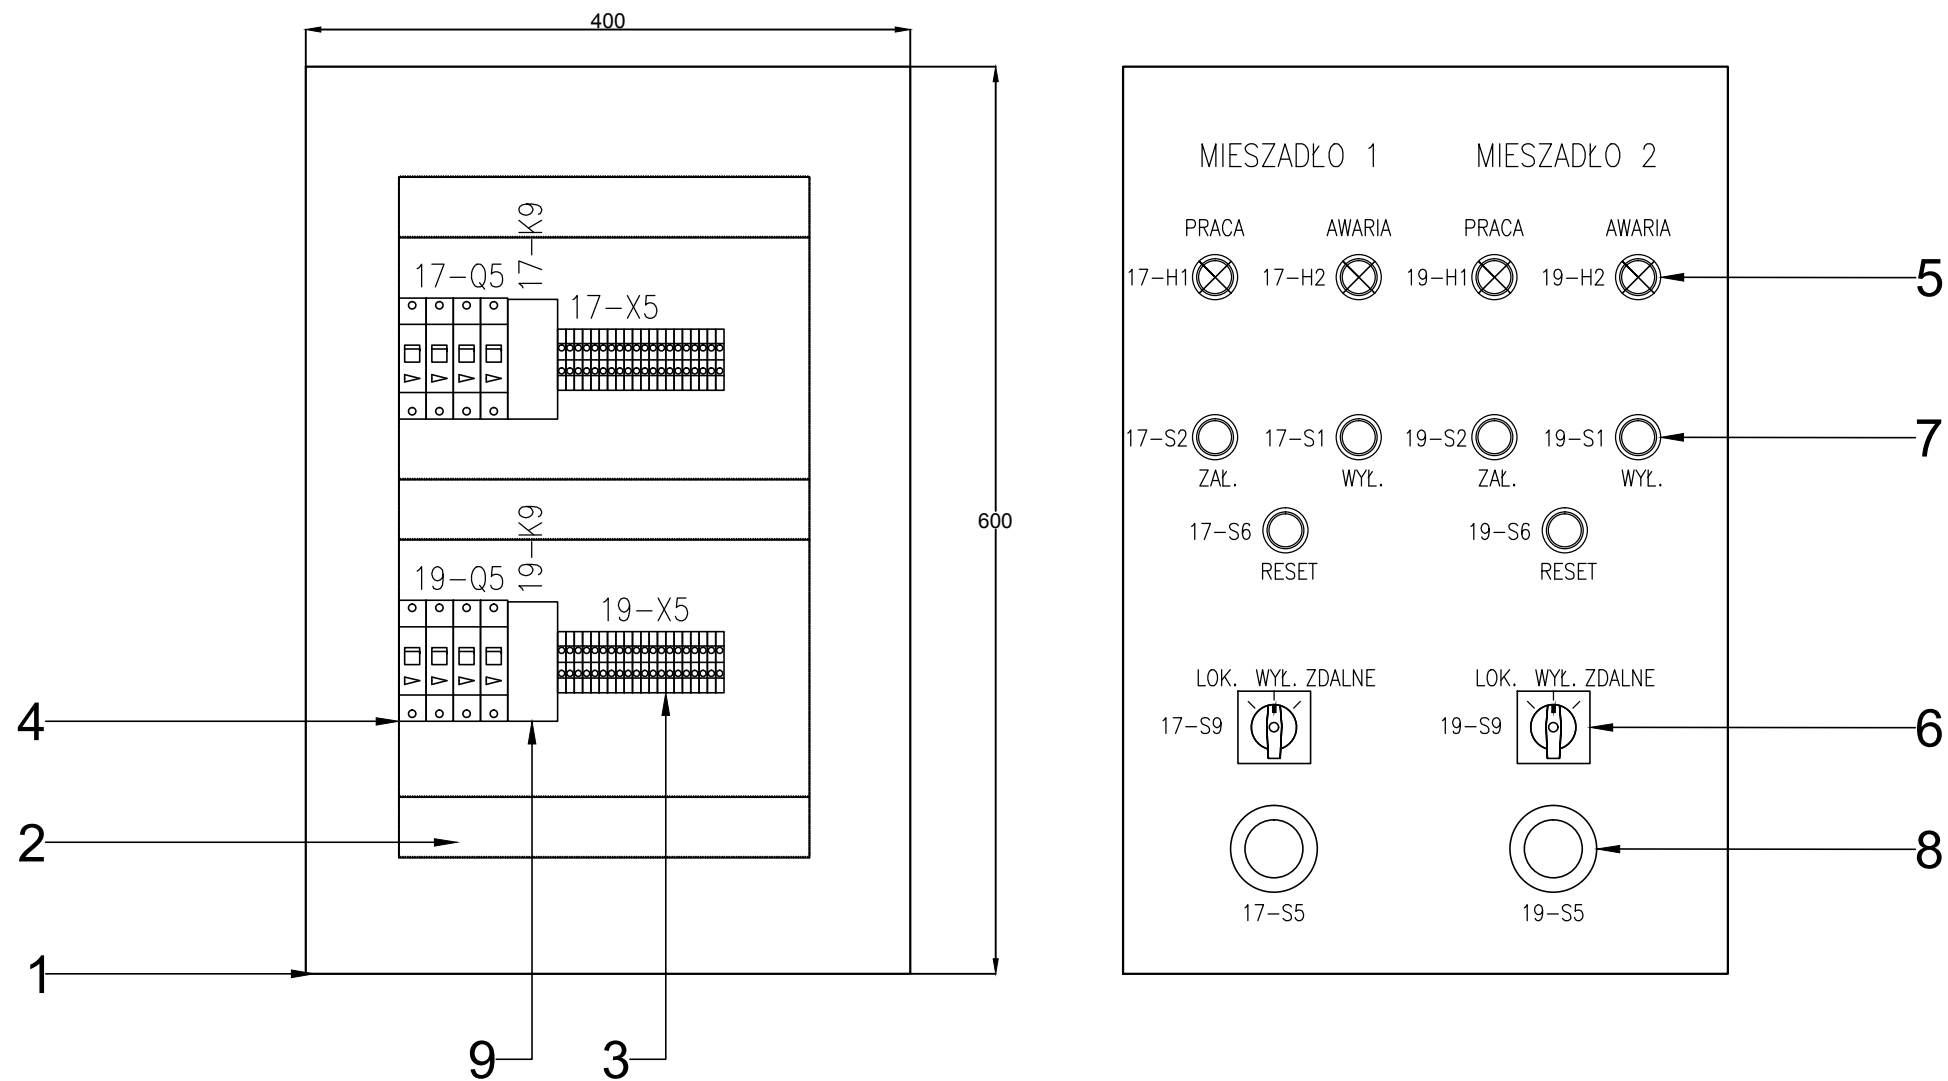 400
600
17-K9
17-Q5
17-X5
19-K9
19-Q5
19-X5
4
2
1
9
3
MIESZADŁO 1 MIESZADŁO 2
PRACA AWARIA PRACA AWARIA
17-H1 17-H2 19-H1 19-H2 5
17-S2 17-S1 19-S2 19-S1 7
ZAŁ. WYŁ. ZAŁ. WYŁ.
17-S6 19-S6
RESET RESET
LOK. WYŁ. ZDALNE LOK. WYŁ. ZDALNE
17-S9 19-S9 6
8
17-S5 19-S5